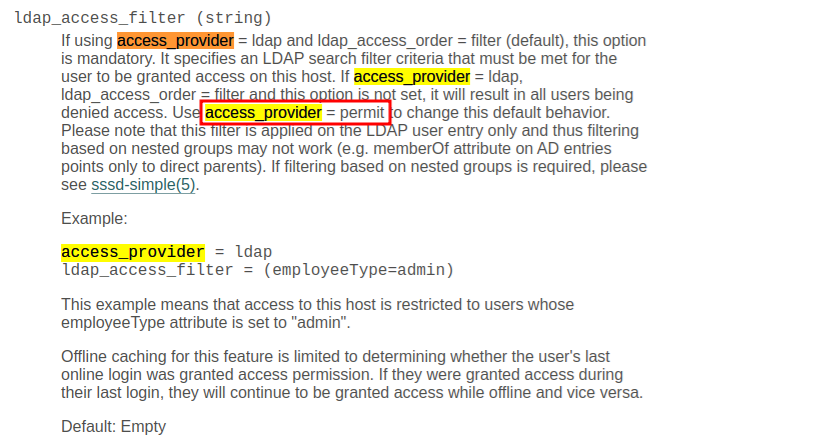 ldap_access_filter (string)
If using access_provider = ldap and ldap_access_order = filter (default), this option
is mandatory. It specifies an LDAP search filter criteria that must be met for the
user to be granted access on this host. If access_provider = ldap,
ldap_access_order = filter and this option is not set, it will result in all users being
denied access. Use access_provider = permit to change this default behavior.
Please note that this filter is applied on the LDAP user entry only and thus filtering
based on nested groups may not work (e.g. memberOf attribute on AD entries
points only to direct parents). If filtering based on nested groups is required, please
see sssd-simple(5).
Example:
access_provider = ldap
ldap_access_filter = (employeeType=admin)
This example means that access to this host is restricted to users whose
employeeType attribute is set to "admin".
Offline caching for this feature is limited to determining whether the user's last
online login was granted access permission. If they were granted access during
their last login, they will continue to be granted access while offline and vice versa.
Default: Empty